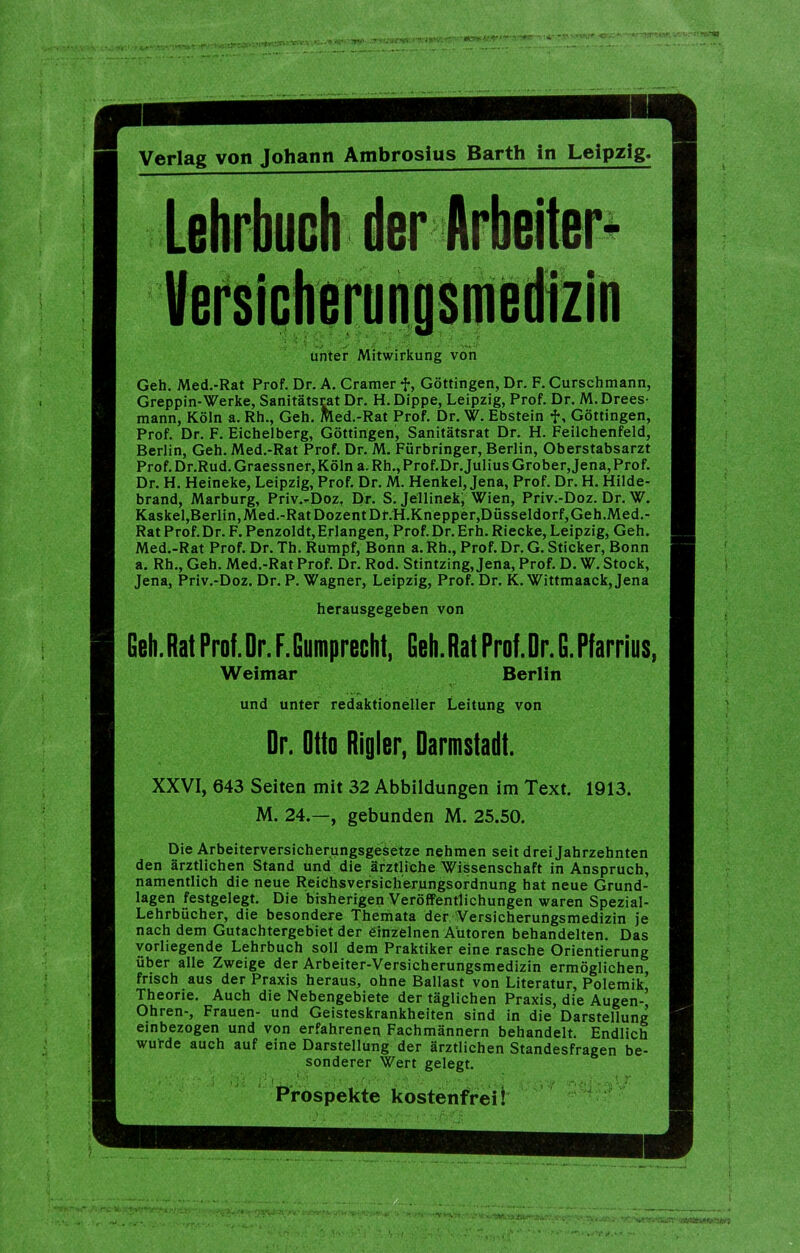 Verlag von Johann Ambrosius Barth in Leipzig.
Lehrbuch der Arbeiter-
Versicherungsmedizin
unter Mitwirkung von
Geh. Med.-Rat Prof. Dr. A. Cramer †, Göttingen, Dr. F. Curschmann,
Greppin-Werke, Sanitätsrat Dr. H. Dippe, Leipzig, Prof. Dr. M. Drees-
mann, Köln a. Rh., Geh. Med.-Rat Prof. Dr. W. Ebstein †, Göttingen,
Prof. Dr. F. Eichelberg, Göttingen, Sanitätsrat Dr. H. Feilchenfeld,
Berlin, Geh. Med.-Rat Prof. Dr. M. Fürbringer, Berlin, Oberstabsarzt
Prof. Dr. Rud. Graessner, Köln a. Rh., Prof. Dr. Julius Grober, Jena, Prof.
Dr. H. Heineke, Leipzig, Prof. Dr. M. Henkel, Jena, Prof. Dr. H. Hilde-
brand, Marburg, Priv.-Doz. Dr. S. Jellinek, Wien, Priv.-Doz. Dr. W.
Kaskel, Berlin, Med.-Rat Dozent Dr. H. Knepper, Düsseldorf, Geh. Med.-
Rat Prof. Dr. F. Penzoldt, Erlangen, Prof. Dr. Erh. Riecke, Leipzig, Geh.
Med.-Rat Prof. Dr. Th. Rumpf, Bonn a. Rh., Prof. Dr. G. Sticker, Bonn
a. Rh., Geh. Med.-Rat Prof. Dr. Rod. Stintzing, Jena, Prof. D. W. Stock,
Jena, Priv.-Doz. Dr. P. Wagner, Leipzig, Prof. Dr. K. Wittmaack, Jena
herausgegeben von
Geh. Rat Prof. Dr. F. Gumprecht, Geh. Rat Prof. Dr. G. Pfarrius,
Weimar Berlin
und unter redaktioneller Leitung von
Dr. Otto Rigler, Darmstadt.
XXVI, 643 Seiten mit 32 Abbildungen im Text. 1913.
M. 24.—, gebunden M. 25.50.
Die Arbeiterversicherungsgesetze nehmen seit drei Jahrzehnten
den ärztlichen Stand und die ärztliche Wissenschaft in Anspruch,
namentlich die neue Reichsversicherungsordnung hat neue Grund-
lagen festgelegt. Die bisherigen Veröffentlichungen waren Spezial-
Lehrbücher, die besondere Themata der Versicherungsmedizin je
nach dem Gutachtergebiet der einzelnen Autoren behandelten. Das
vorliegende Lehrbuch soll dem Praktiker eine rasche Orientierung
über alle Zweige der Arbeiter-Versicherungsmedizin ermöglichen,
frisch aus der Praxis heraus, ohne Ballast von Literatur, Polemik,
Theorie. Auch die Nebengebiete der täglichen Praxis, die Augen-,
Ohren-, Frauen- und Geisteskrankheiten sind in die Darstellung
einbezogen und von erfahrenen Fachmännern behandelt. Endlich
wurde auch auf eine Darstellung der ärztlichen Standesfragen be-
sonderer Wert gelegt.
Prospekte kostenfrei!